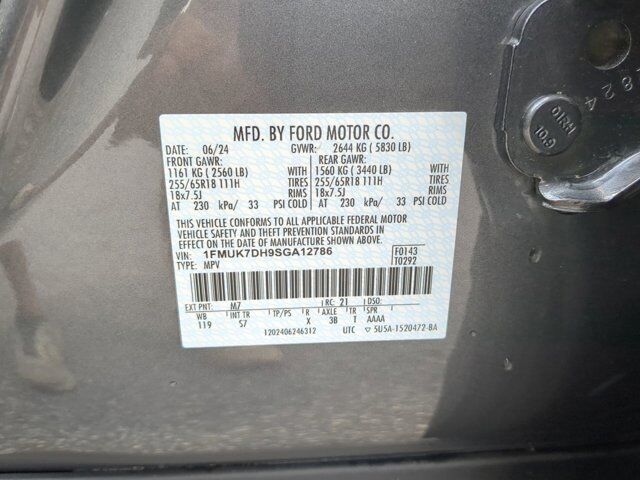 MFD. BY FORD MOTOR CO.
DATE: 06/24 GVWR: 2644 KG ( 5830 LB)
FRONT GAWR: REAR GAWR:
1161 KG ( 2560 LB) WITH 1560 KG ( 3440 LB) WITH
255/65R18 111H TIRES 255/65R18 111H TIRES
18x7.5J RIMS 18x7.5J RIMS
AT 230 kPa/ 33 PSI COLD AT 230 kPa/ 33 PSI COLD
THIS VEHICLE CONFORMS TO ALL APPLICABLE FEDERAL MOTOR
VEHICLE SAFETY AND THEFT PREVENTION STANDARDS IN
EFFECT ON THE DATE OF MANUFACTURE SHOWN ABOVE.
VIN: 1FMUK7DH9SGA12786 F0143
TYPE: MPV T0292
EXT PNT: M7 RC: 21 DSO:
WB INT TR TP/PS R AXLE TR SPR
119 S7 X 3B T AAAA
1202406246312 UTC ▽ 5U5A-1520472-BA
824
HR10
10.9